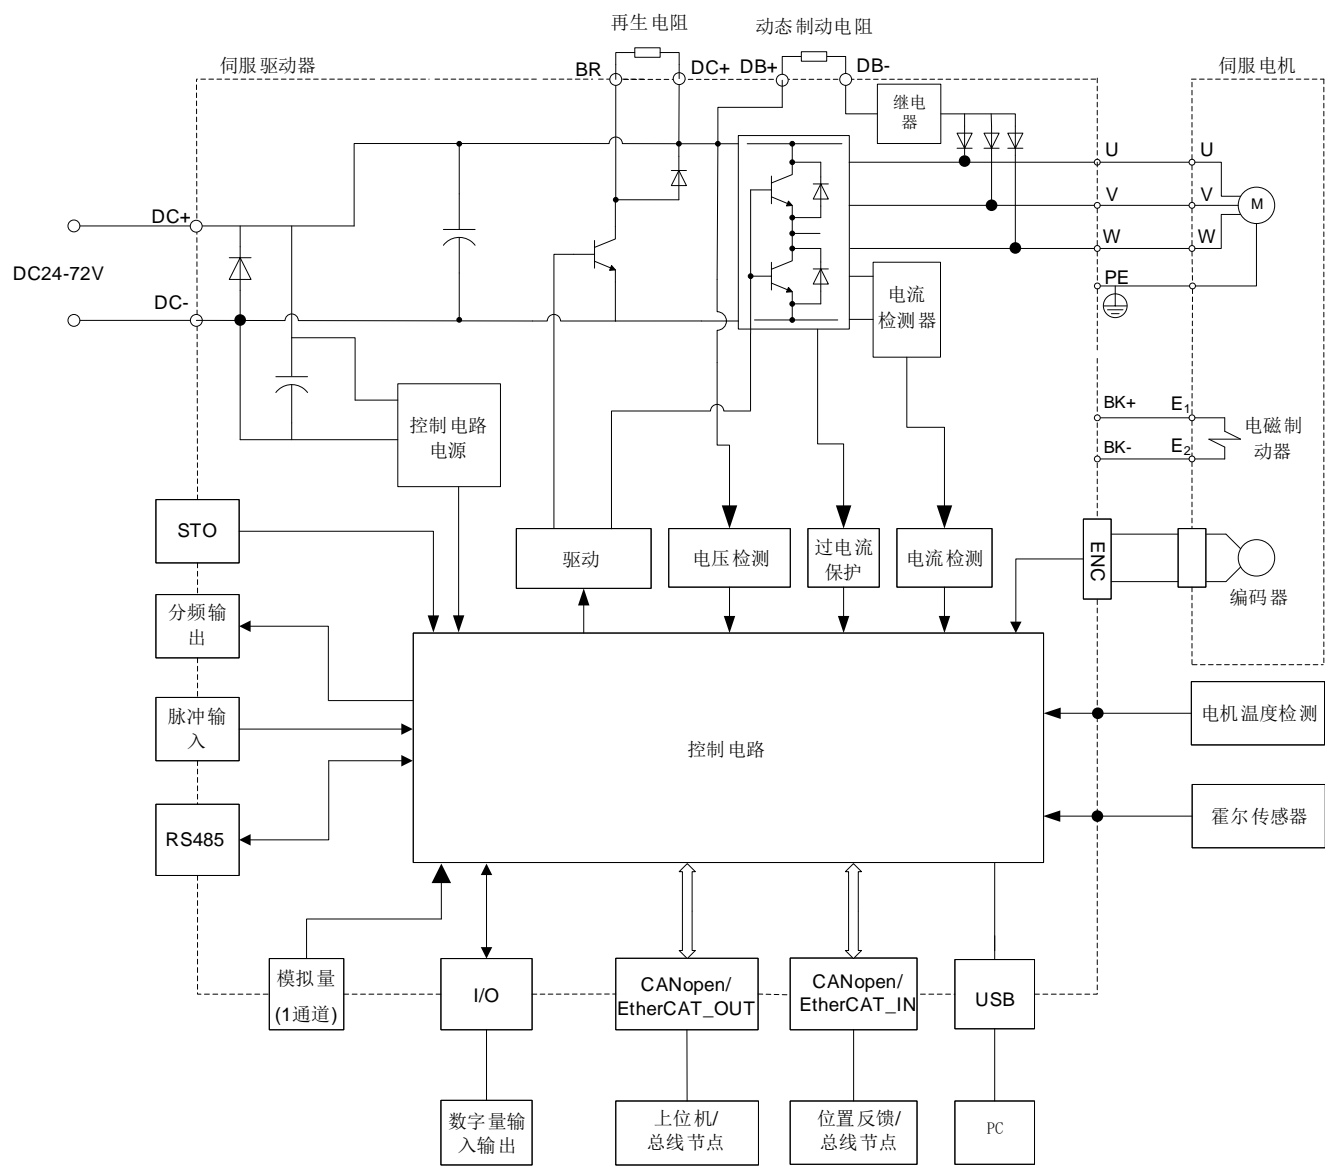 再生电阻
动态制动电阻
伺服驱动器
BR
DC+
DB+
DB-
伺服电机
继电
器
U
U
V
V
M
W
W
DC+
DC24-72V
DC-
PE
电流
检测器
控制电路
电源
BK+
E1
BK-
E2
电磁制
动器
STO
驱动
电压检测
过电流
保护
电流检测
ENC
编码器
分频输
出
脉冲输
入
控制电路
电机温度检测
RS485
霍尔传感器
模拟量
(1通道)
I/O
CANopen/
EtherCAT_OUT
CANopen/
EtherCAT_IN
USB
数字量输
入输出
上位机/
总线节点
位置反馈/
总线节点
PC